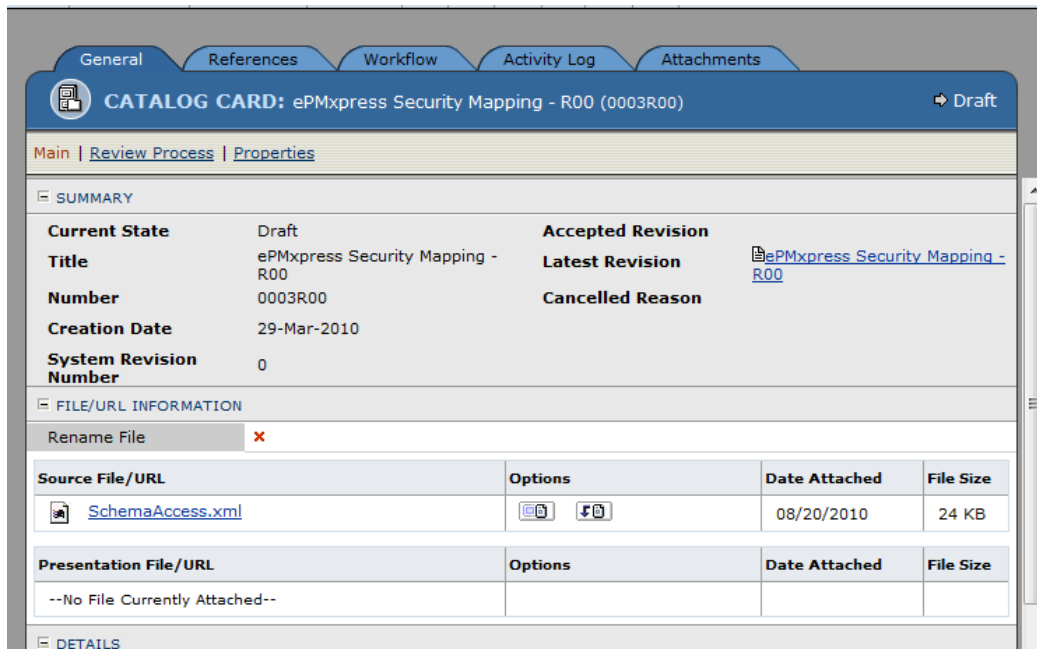 General References Workflow Activity Log Attachments
CATALOG CARD: ePMxpress Security Mapping - R00 (0003R00) Draft
Main | Review Process | Properties
SUMMARY
Current State Draft Accepted Revision
Title ePMxpress Security Mapping - R00 Latest Revision ePMxpress Security Mapping - R00
Number 0003R00 Cancelled Reason
Creation Date 29-Mar-2010
System Revision Number 0
FILE/URL INFORMATION
Rename File
Source File/URL Options Date Attached File Size
SchemaAccess.xml 08/20/2010 24 KB
Presentation File/URL Options Date Attached File Size
--No File Currently Attached--
DETAILS